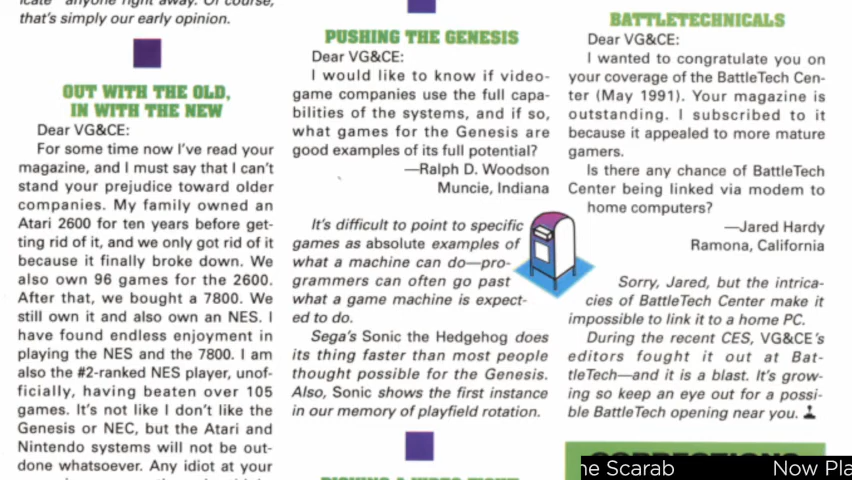 that's simply our early opinion.
OUT WITH THE OLD,
IN WITH THE NEW
Dear VG&CE:
For some time now I've read your
magazine, and I must say that I can't
stand your prejudice toward older
companies. My family owned an
Atari 2600 for ten years before get-
ting rid of it, and we only got rid of it
because it finally broke down. We
also own 96 games for the 2600.
After that, we bought a 7800. We
still own it and also own an NES. I
have found endless enjoyment in
playing the NES and the 7800. I am
also the #2-ranked NES player, unof-
ficially, having beaten over 105
games. It's not like I don't like the
Genesis or NEC, but the Atari and
Nintendo systems will not be out-
done whatsoever. Any idiot at your
PUSHING THE GENESIS
Dear VG&CE:
I would like to know if video-
game companies use the full capa-
bilities of the systems, and if so,
what games for the Genesis are
good examples of its full potential?
—Ralph D. Woodson
Muncie, Indiana
It's difficult to point to specific
games as absolute examples of
what a machine can do—pro-
grammers can often go past
what a game machine is expect-
ed to do.
Sega's Sonic the Hedgehog does
its thing faster than most people
thought possible for the Genesis.
Also, Sonic shows the first instance
in our memory of playfield rotation.
BATTLETECHNICALS
Dear VG&CE:
I wanted to congratulate you on
your coverage of the BattleTech Cen-
ter (May 1991). Your magazine is
outstanding. I subscribed to it
because it appealed to more mature
gamers.
Is there any chance of BattleTech
Center being linked via modem to
home computers?
—Jared Hardy
Ramona, California
Sorry, Jared, but the intrica-
cies of BattleTech Center make it
impossible to link it to a home PC.
During the recent CES, VG&CE's
editors fought it out at Bat-
tleTech—and it is a blast. It's grow-
ing so keep an eye out for a possi-
ble BattleTech opening near you.
CORRECTIONS
ne Scarab Now Pla